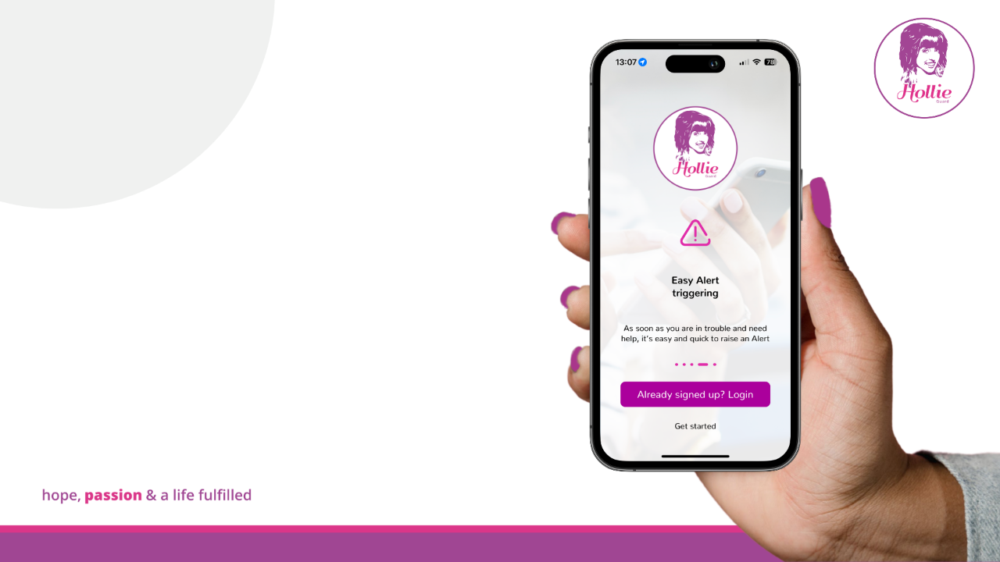 13:07
78
Hollie
Guard
Hollie
Guard
Easy Alert
triggering
As soon as you are in trouble and need
help, it's easy and quick to raise an Alert
Already signed up? Login
Get started
hope, passion & a life fulfilled